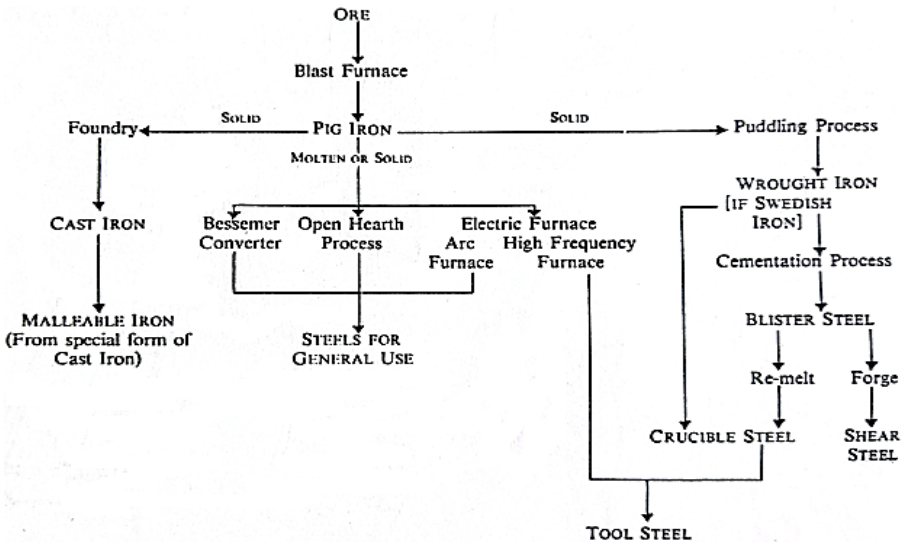 ORE
Blast Furnace
Foundry
SOLID
PIG IRON
SOLID
Puddling Process
MOLTEN OR SOLID
WROUGHT IRON
[IF SWEDISH
IRON]
CAST IRON
Bessemer
Converter
Open Hearth
Process
Electric Furnace
Arc
Furnace
High Frequency
Furnace
Cementation Process
MALLEABLE IRON
(From special form of
Cast Iron)
STEELS FOR
GENERAL USE
BLISTER STEEL
Re-melt
Forge
CRUCIBLE STEEL
SHEAR
STEEL
TOOL STEEL